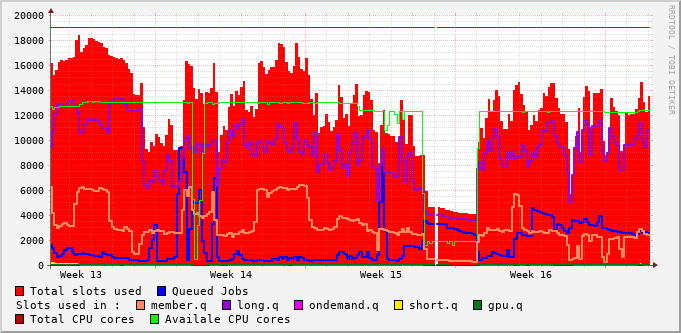 20000
18000
16000
14000
12000
10000
8000
6000
4000
2000
0
Week 13 Week 14 Week 15 Week 16
RRDTOOL / TOBI OETIKER
Total slots used Queued Jobs
Slots used in : member.q long.q ondemand.q short.q gpu.q
Total CPU cores Availale CPU cores